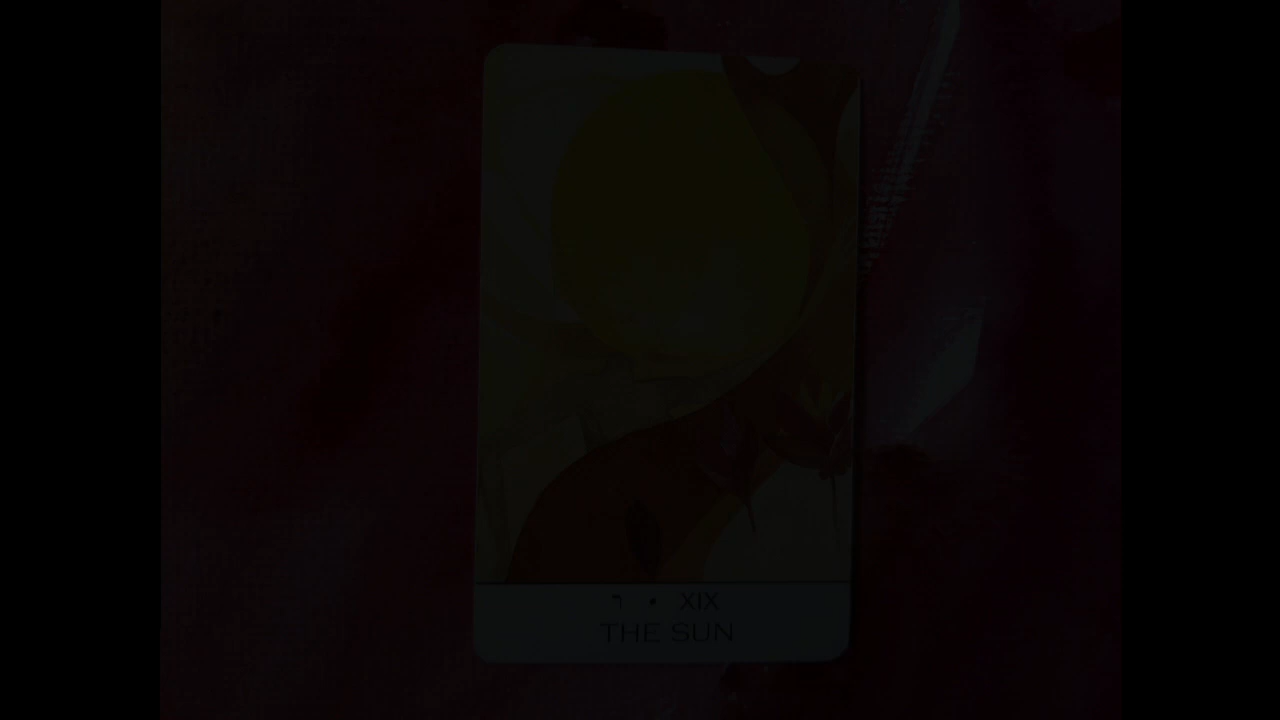 ר • XIX
THE SUN